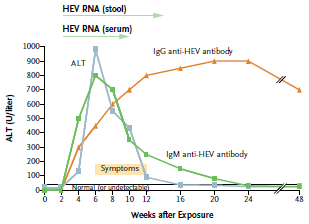 HEV RNA (stool)
HEV RNA (serum)
1000
900
800
700
600
500
400
300
200
100
0
ALT (U/liter)
ALT
IgG anti-HEV antibody
IgM anti-HEV antibody
Symptoms
Normal (or undetectable)
0 2 4 6 8 10 12 16 20 24 48
Weeks after Exposure